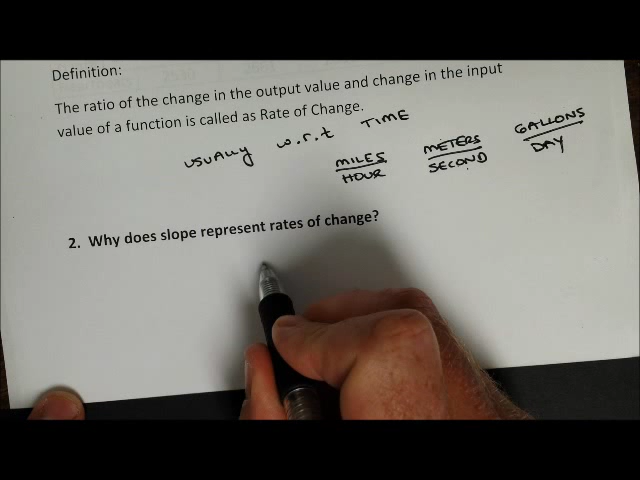 Definition:
The ratio of the change in the output value and change in the input
value of a function is called as Rate of Change.
USUALLY w.r.t TIME
MILES METERS GALLONS
HOUR SECOND DAY
2. Why does slope represent rates of change?